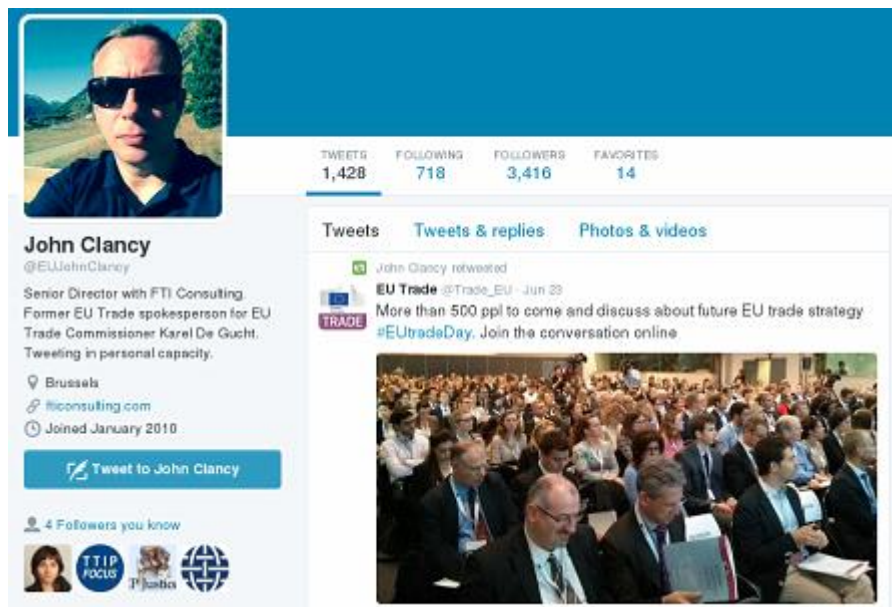 TWEETS FOLLOWING FOLLOWERS FAVORITES
1,428 718 3,416 14
John Clancy
@EUJohnClancy
Senior Director with FTI Consulting.
Former EU Trade spokesperson for EU
Trade Commissioner Karel De Gucht.
Tweeting in personal capacity.
Brussels
fticonsulting.com
Joined January 2010
Tweet to John Clancy
4 Followers you know
TTIP
FOCUS
Tweets Tweets & replies Photos & videos
John Clancy retweeted
EU Trade @Trade_EU · Jun 23
TRADE
More than 500 ppl to come and discuss about future EU trade strategy
#EUtradeDay. Join the conversation online